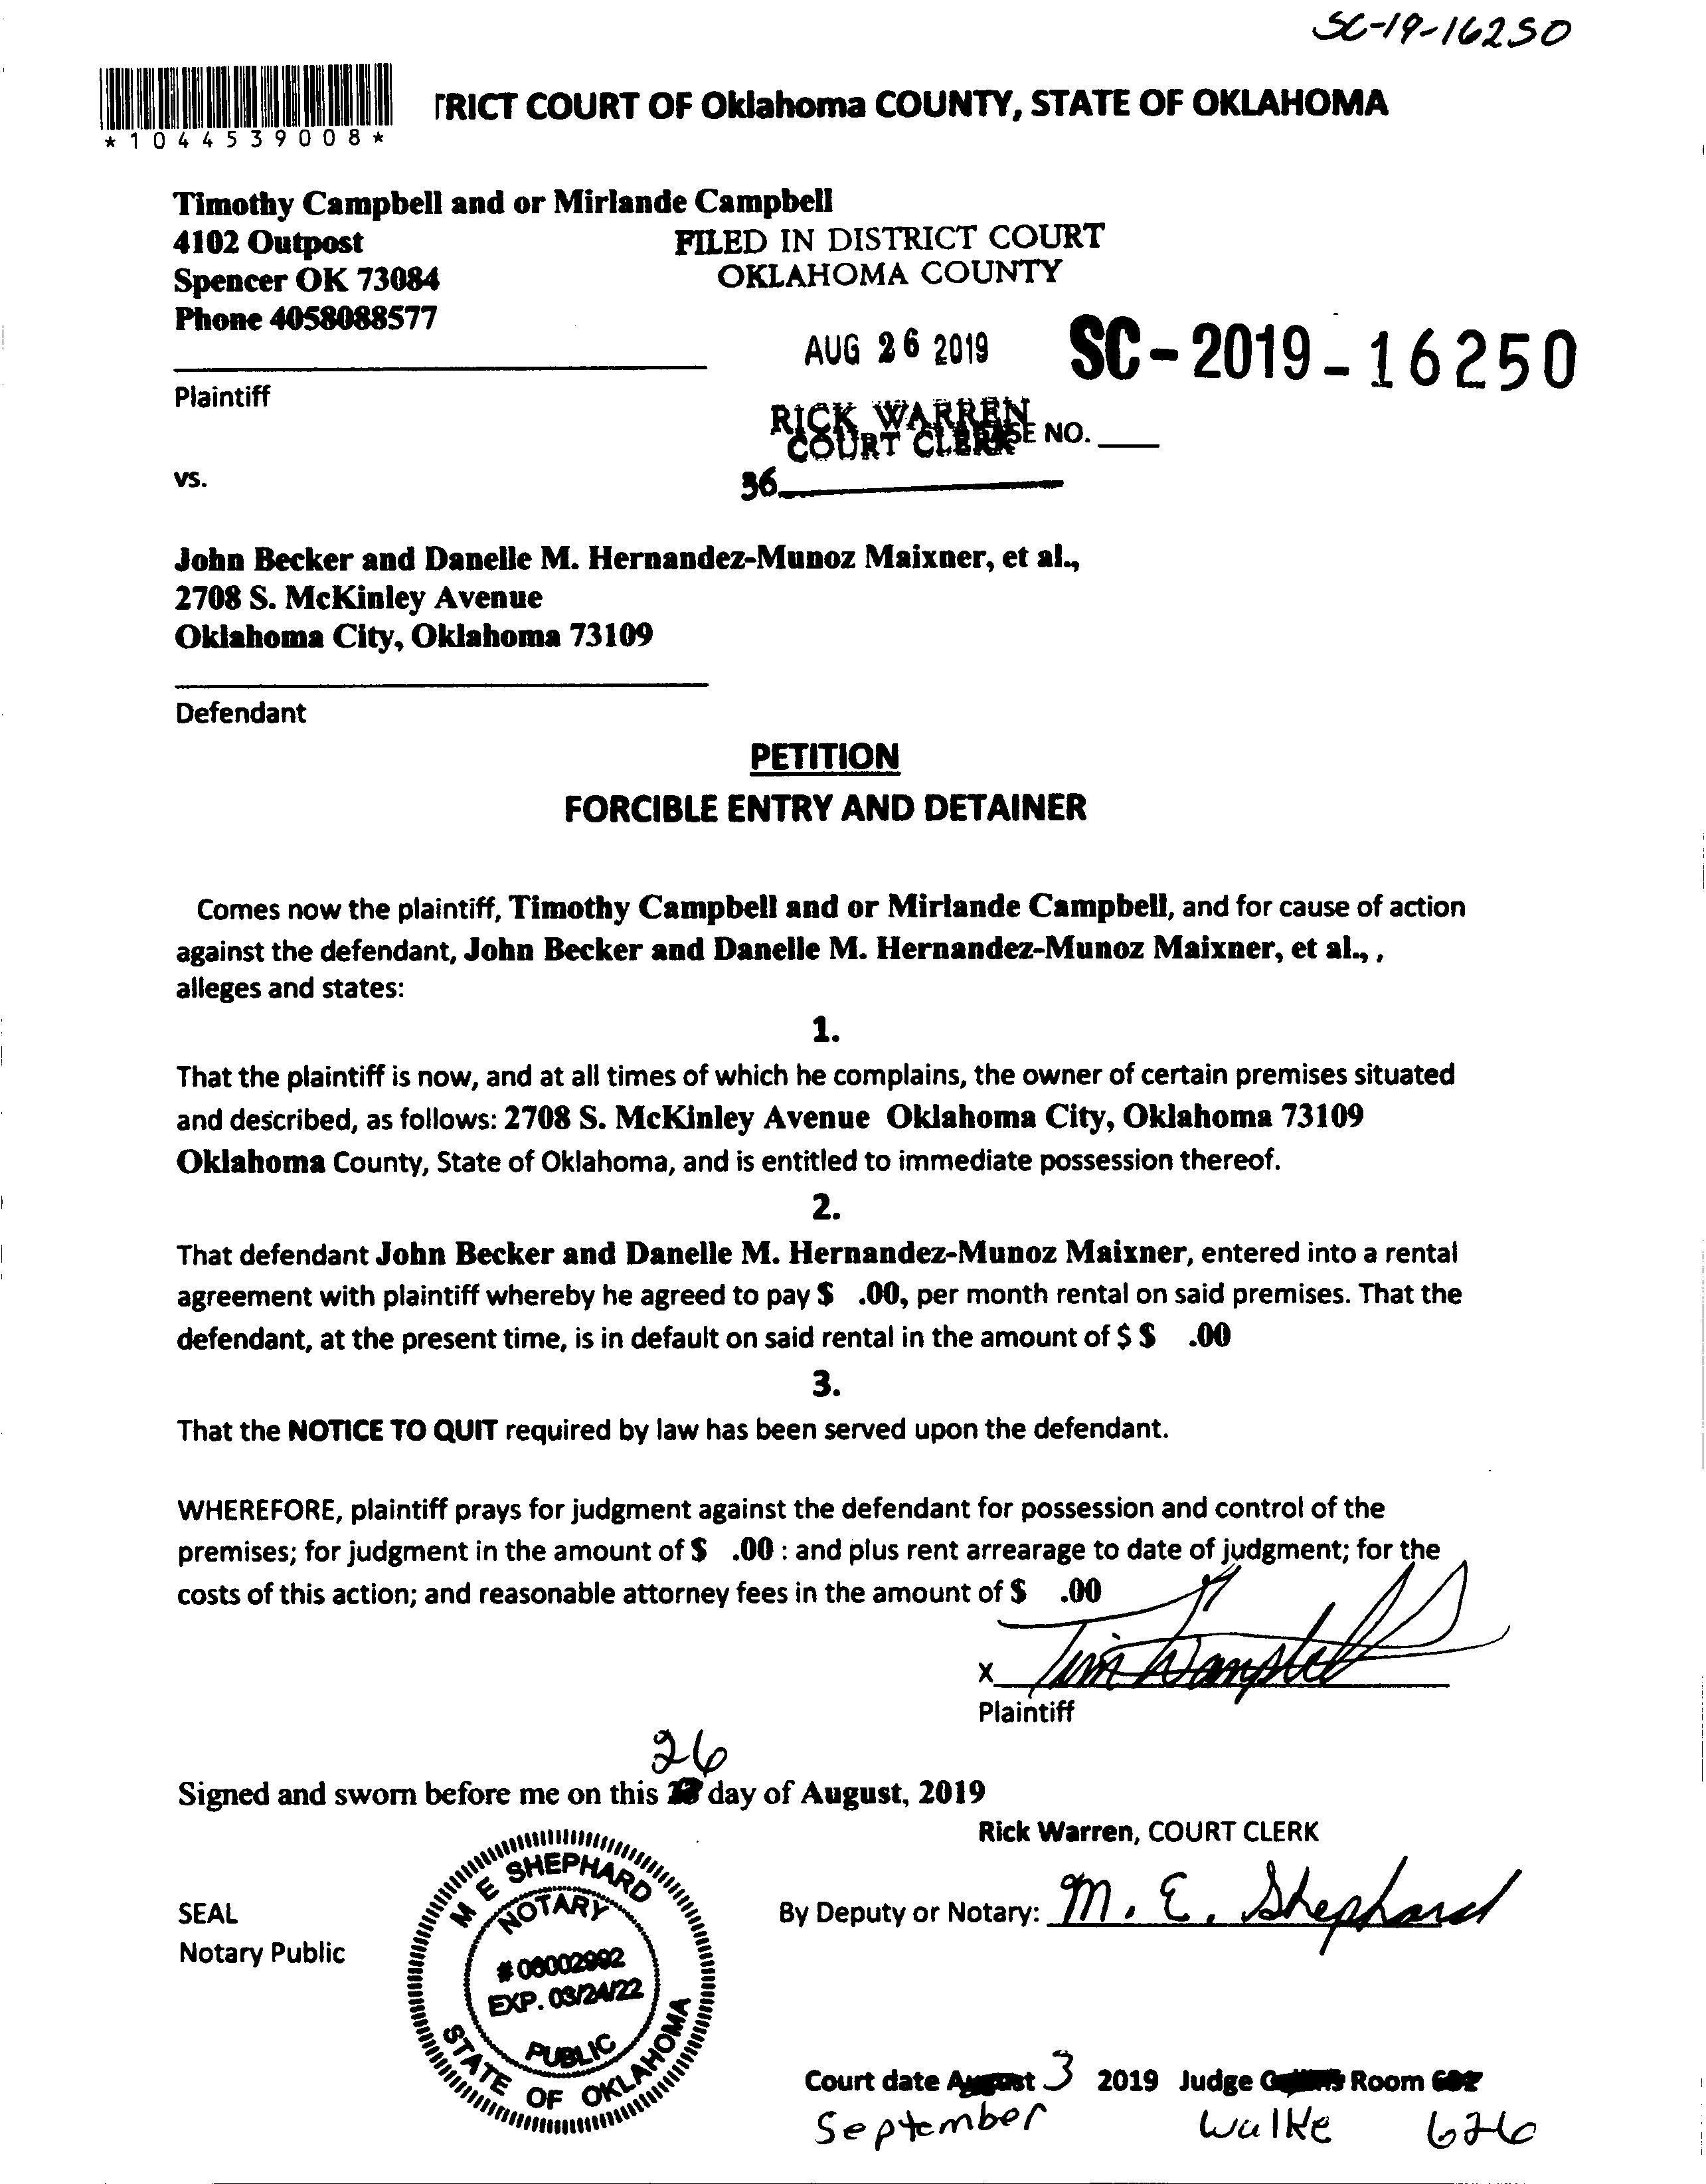 SC-19-16250
*1044539008*
TRICT COURT OF Oklahoma COUNTY, STATE OF OKLAHOMA
Timothy Campbell and or Mirlande Campbell
4102 Outpost
Spencer OK 73084
Phone 4058088577
FILED IN DISTRICT COURT
OKLAHOMA COUNTY
AUG 26 2019
SC-2019-16250
Plaintiff
RICK WARREN
COURT CLERK
SE NO. ____
36
vs.
John Becker and Danelle M. Hernandez-Munoz Maixner, et al.,
2708 S. McKinley Avenue
Oklahoma City, Oklahoma 73109
Defendant
PETITION
FORCIBLE ENTRY AND DETAINER
Comes now the plaintiff, Timothy Campbell and or Mirlande Campbell, and for cause of action
against the defendant, John Becker and Danelle M. Hernandez-Munoz Maixner, et al., ,
alleges and states:
1.
That the plaintiff is now, and at all times of which he complains, the owner of certain premises situated
and described, as follows: 2708 S. McKinley Avenue Oklahoma City, Oklahoma 73109
Oklahoma County, State of Oklahoma, and is entitled to immediate possession thereof.
2.
That defendant John Becker and Danelle M. Hernandez-Munoz Maixner, entered into a rental
agreement with plaintiff whereby he agreed to pay $ .00, per month rental on said premises. That the
defendant, at the present time, is in default on said rental in the amount of $ $ .00
3.
That the NOTICE TO QUIT required by law has been served upon the defendant.
WHEREFORE, plaintiff prays for judgment against the defendant for possession and control of the
premises; for judgment in the amount of $ .00 : and plus rent arrearage to date of judgment; for the
costs of this action; and reasonable attorney fees in the amount of $ .00
X Tim Campbell
Plaintiff
26
Signed and sworn before me on this day of August, 2019
Rick Warren, COURT CLERK
By Deputy or Notary: M. E. Shephard
SEAL
Notary Public
M E SHEPHARD
NOTARY
# 06002992
EXP. 03/24/22
PUBLIC
STATE OF OKLAHOMA
Court date August 3 2019 Judge Room
September Walke 626